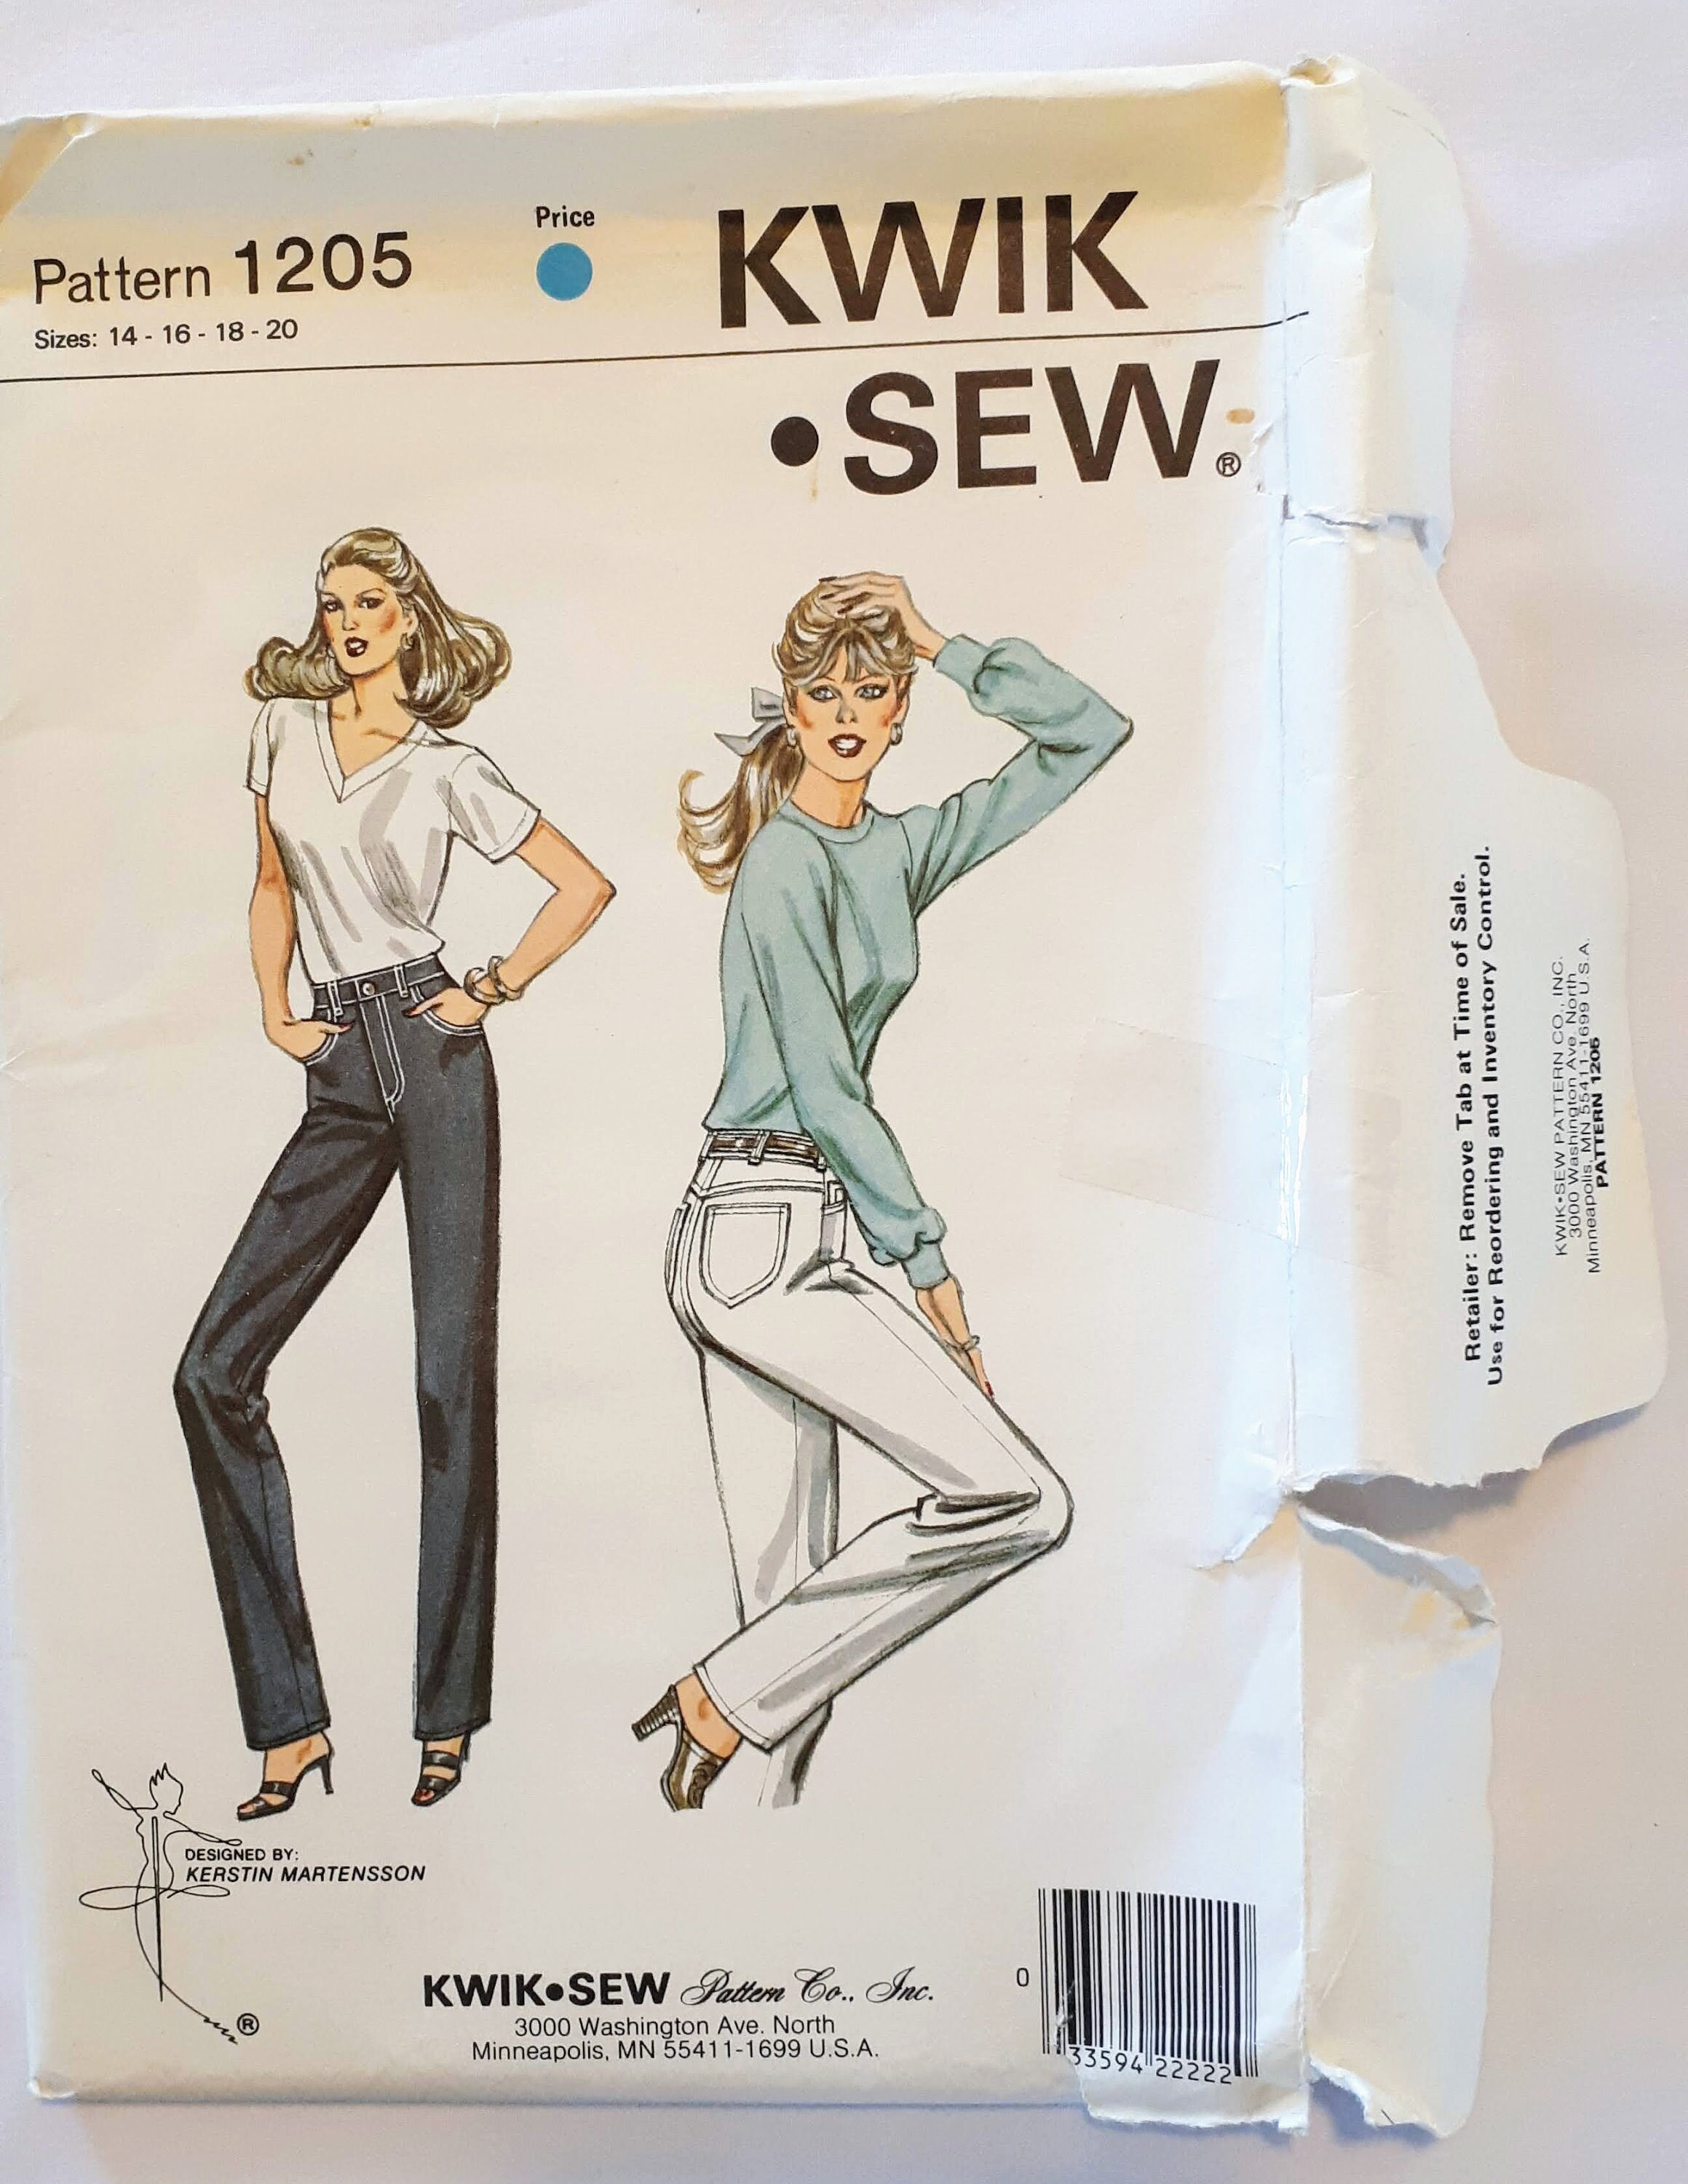 Pattern 1205
Sizes: 14 - 16 - 18 - 20
Price
KWIK
•SEW®
Retailer: Remove Tab at Time of Sale.
Use for Reordering and Inventory Control.
KWIK•SEW PATTERN CO., INC.
3000 Washington Ave. North
Minneapolis, MN 55411-1699 U.S.A.
PATTERN 1205
DESIGNED BY:
KERSTIN MARTENSSON
®
KWIK•SEW Pattern Co., Inc.
3000 Washington Ave. North
Minneapolis, MN 55411-1699 U.S.A.
0 33594 22222